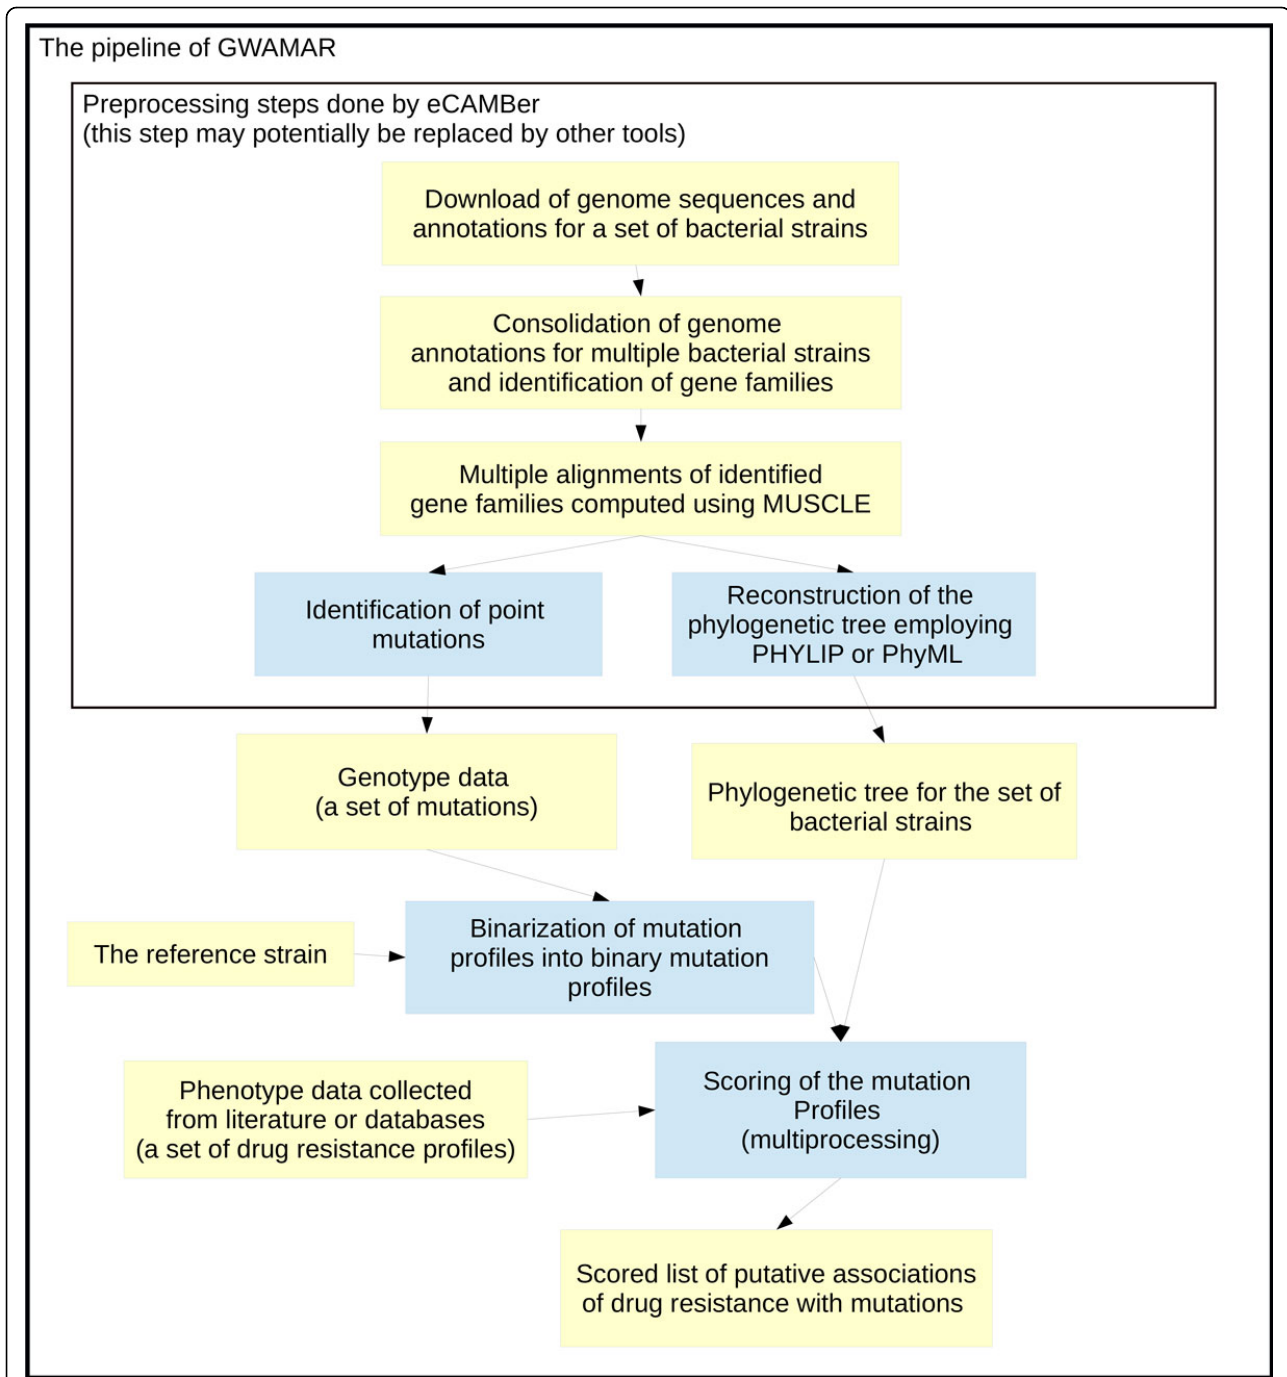 The pipeline of GWAMAR
Preprocessing steps done by eCAMBer
(this step may potentially be replaced by other tools)
Download of genome sequences and
annotations for a set of bacterial strains
Consolidation of genome
annotations for multiple bacterial strains
and identification of gene families
Multiple alignments of identified
gene families computed using MUSCLE
Identification of point
mutations
Reconstruction of the
phylogenetic tree employing
PHYLIP or PhyML
Genotype data
(a set of mutations)
Phylogenetic tree for the set of
bacterial strains
The reference strain
Binarization of mutation
profiles into binary mutation
profiles
Phenotype data collected
from literature or databases
(a set of drug resistance profiles)
Scoring of the mutation
Profiles
(multiprocessing)
Scored list of putative associations
of drug resistance with mutations